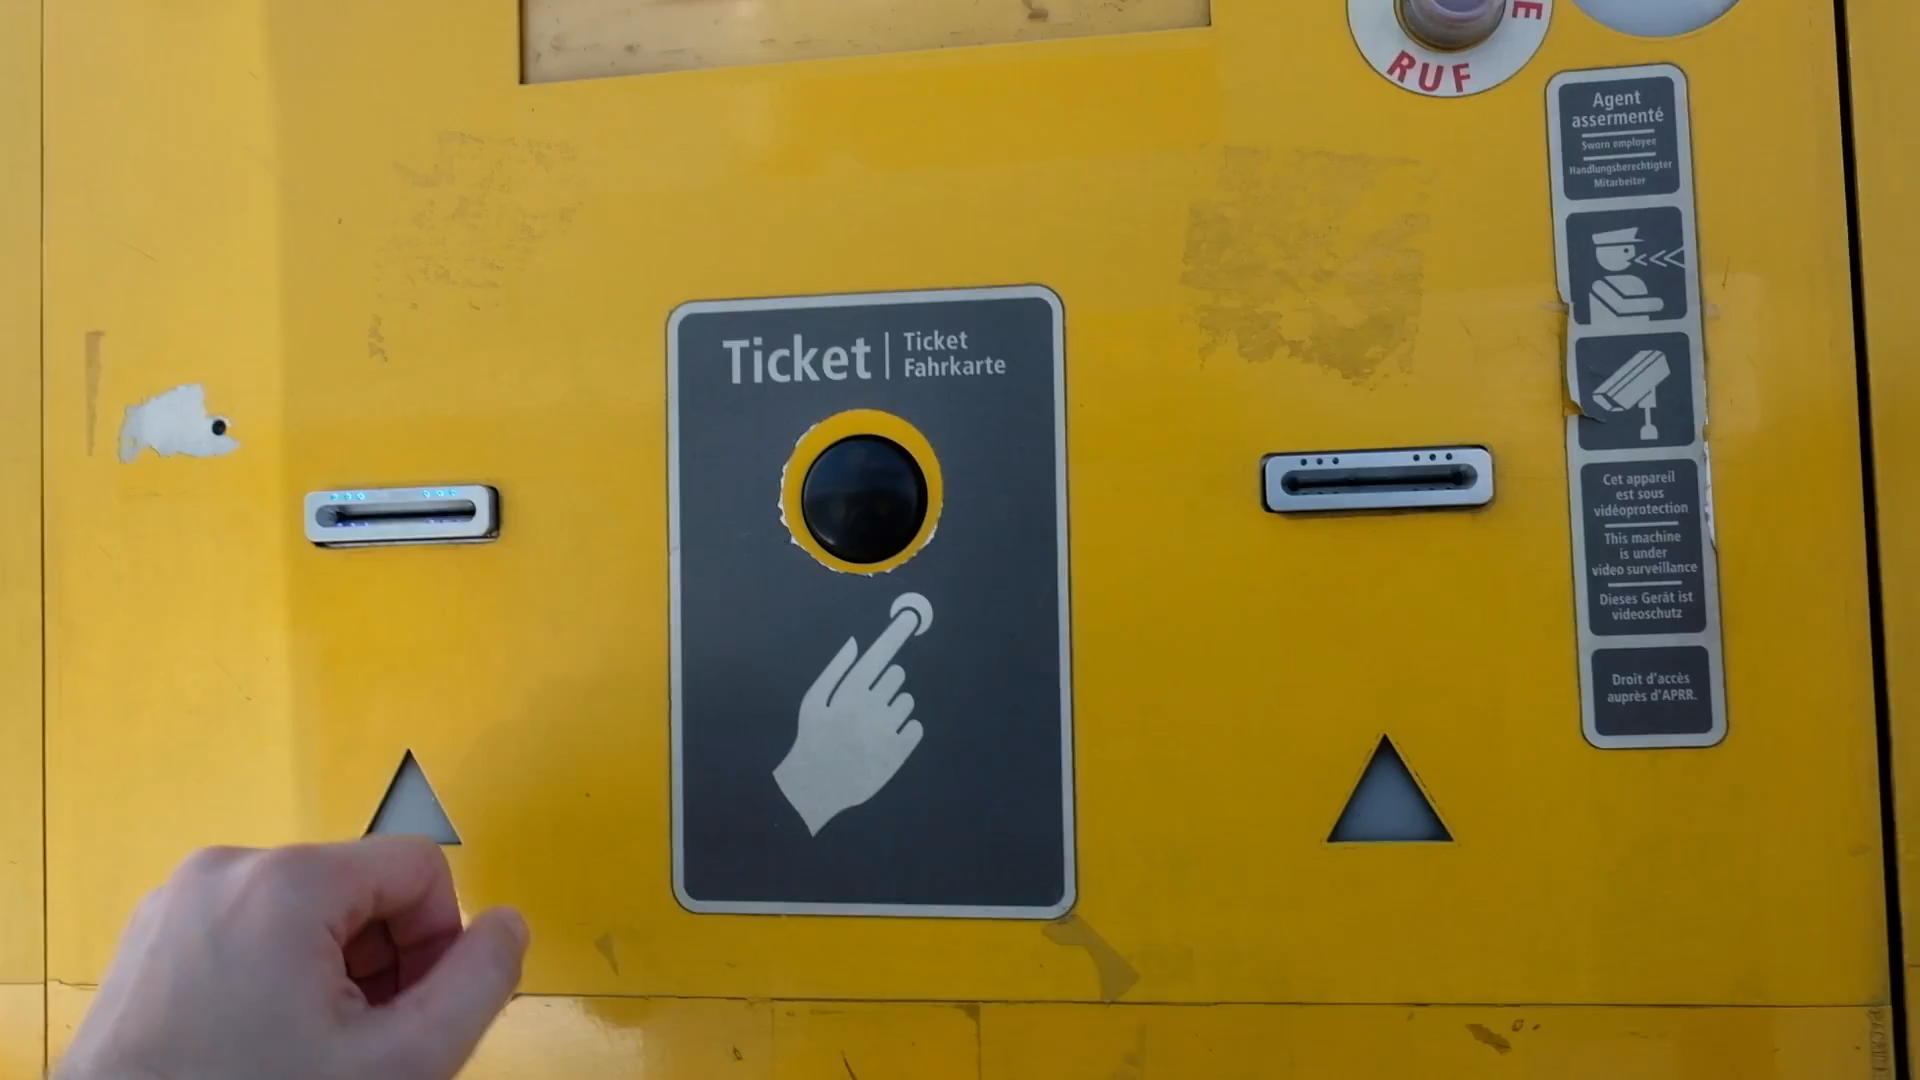 E
RUF
Agent
assermenté
Sworn employee
Handlungsberechtigter
Mitarbeiter
Ticket
Ticket
Fahrkarte
Cet appareil
est sous
vidéoprotection
This machine
is under
video surveillance
Dieses Gerät ist
videoschutz
Droit d'accès
auprès d'APRR.